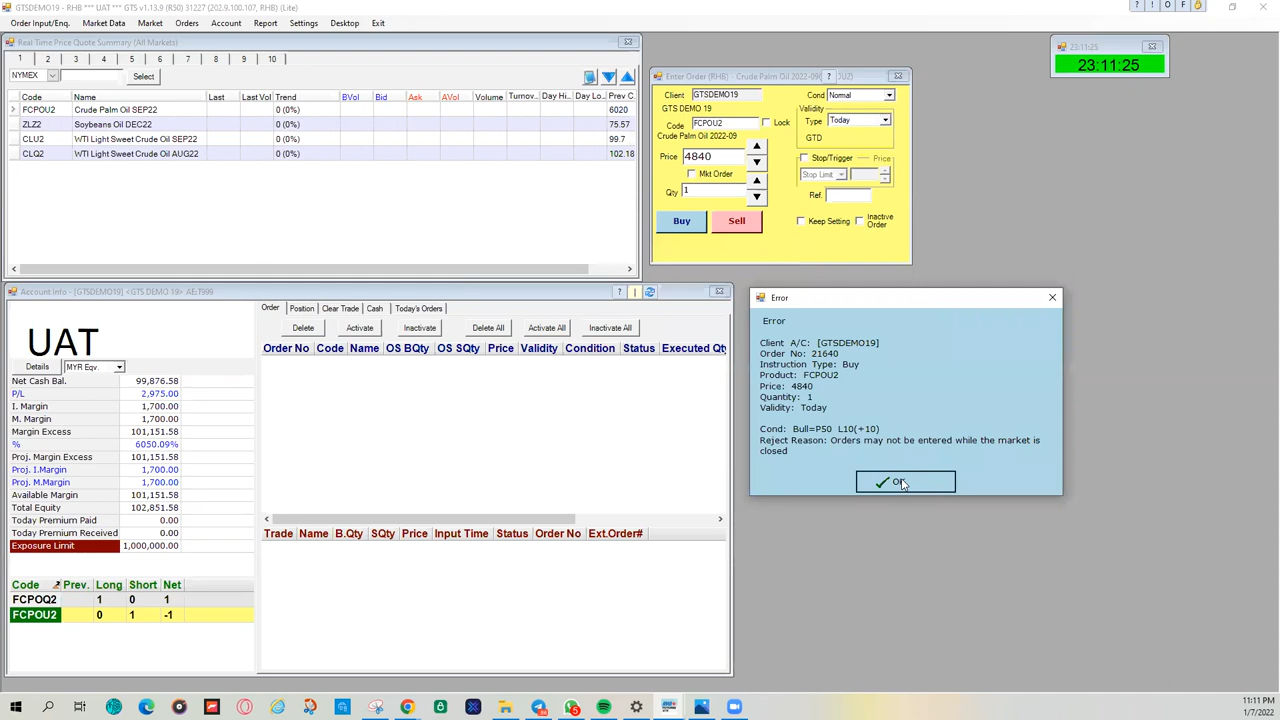 GTSDEMO19 - RHB *** UAT *** GTS v1.13.9 (R50) 31227 (202.9.100.107, RHB) (Lite)
Order Input/Enq. Market Data Market Orders Account Report Settings Desktop Exit
Real Time Price Quote Summary (All Markets)
1 2 3 4 5 6 7 8 9 10
NYMEX Select
Code Name Last Last Vol Trend BVol Bid Ask AVol Volume Turnov... Day Hi... Day Lo... Prev C
FCPOU2 Crude Palm Oil SEP22 0 (0%) 6020
ZLZ2 Soybeans Oil DEC22 0 (0%) 75.57
CLU2 WTI Light Sweet Crude Oil SEP22 0 (0%) 99.7
CLQ2 WTI Light Sweet Crude Oil AUG22 0 (0%) 102.18
Enter Order (RHB) - Crude Palm Oil 2022-09
Client GTSDEMO19 Cond Normal
GTS DEMO 19 Validity
Code FCPOU2 Lock Type Today
Crude Palm Oil 2022-09 GTD
Price 4840 Stop/Trigger Price
Mkt Order Stop Limit
Qty 1 Ref.
Buy Sell Keep Setting Inactive Order
23:11:25
23:11:25
Account Info - [GTSDEMO19] <GTS DEMO 19> AE:T999
UAT
Details MYR Eqv.
Net Cash Bal. 99,876.58
P/L 2,975.00
I. Margin 1,700.00
M. Margin 1,700.00
Margin Excess 101,151.58
% 6050.09%
Proj. Margin Excess 101,151.58
Proj. I.Margin 1,700.00
Proj. M.Margin 1,700.00
Available Margin 101,151.58
Total Equity 102,851.58
Today Premium Paid 0.00
Today Premium Received 0.00
Exposure Limit 1,000,000.00
Code Prev. Long Short Net
FCPOQ2 1 0 1
FCPOU2 0 1 -1
Order Position Clear Trade Cash Today's Orders
Delete Activate Inactivate Delete All Activate All Inactivate All
Order No Code Name OS BQty OS SQty Price Validity Condition Status Executed Qty
Trade Name B.Qty SQty Price Input Time Status Order No Ext.Order#
Error
Error
Client A/C: [GTSDEMO19]
Order No: 21640
Instruction Type: Buy
Product: FCPOU2
Price: 4840
Quantity: 1
Validity: Today
Cond: Bull=P50 L10(+10)
Reject Reason: Orders may not be entered while the market is
closed
11:11 PM
1/7/2022